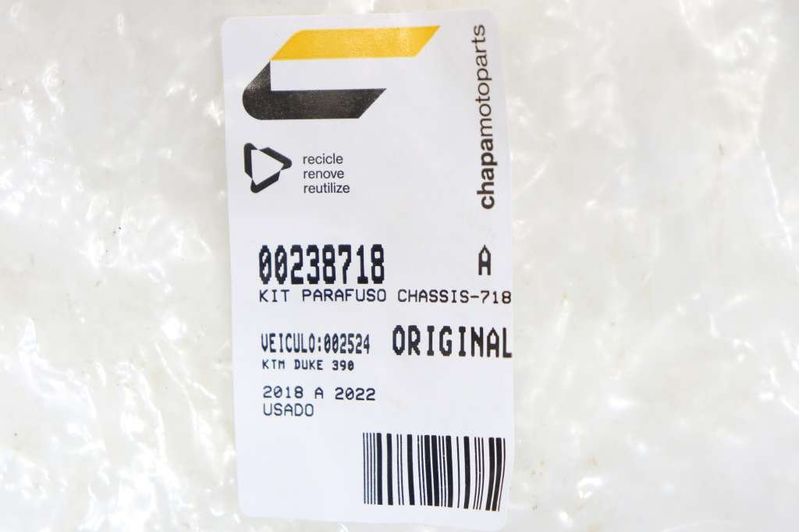 chapamotoparts
recicle
renove
reutilize
00238718 A
KIT PARAFUSO CHASSIS-718
VEICULO:002524 ORIGINAL
KTM DUKE 390
2018 A 2022
USADO